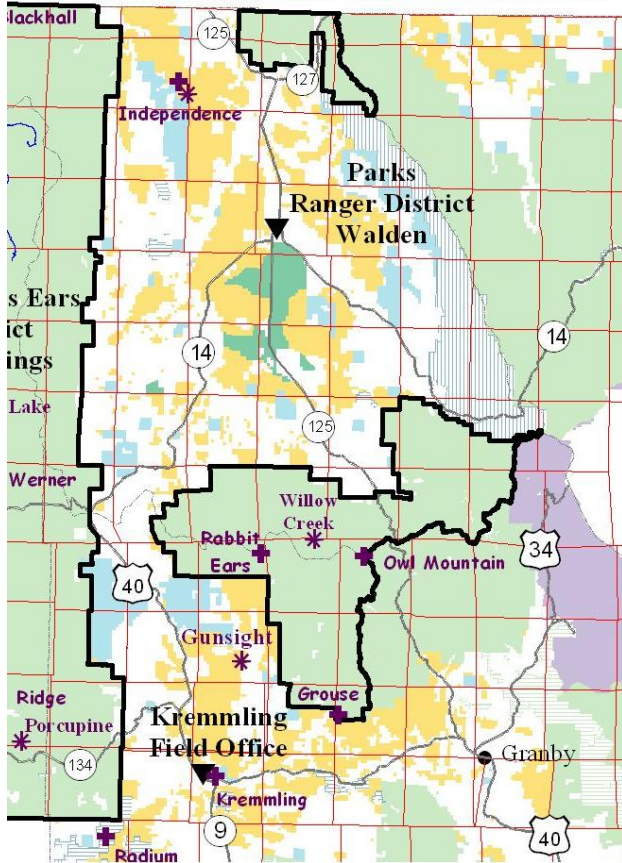 Blackhall
125
127
Independence
Parks
Ranger District
Walden
s Ears
ict
ings
14
14
Lake
125
Werner
Willow
Creek
Rabbit
Ears
Owl Mountain
34
40
Gunsight
Ridge
Grouse
Porcupine
Kremmling
Field Office
Granby
134
Kremmling
9
40
Radium